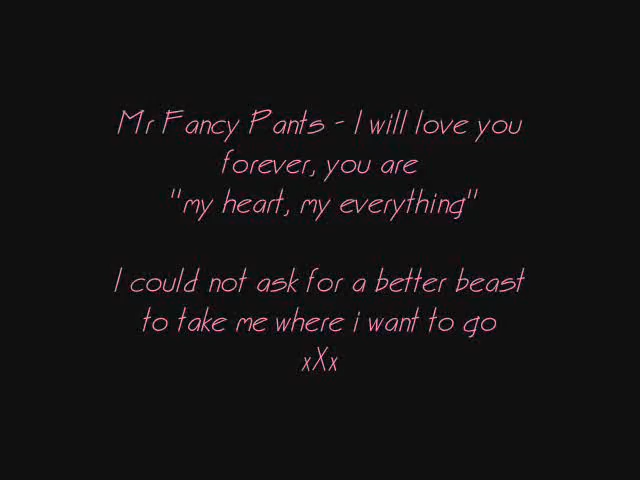 Mr Fancy Pants - I will love you
forever, you are
"my heart, my everything"
I could not ask for a better beast
to take me where i want to go
xXx